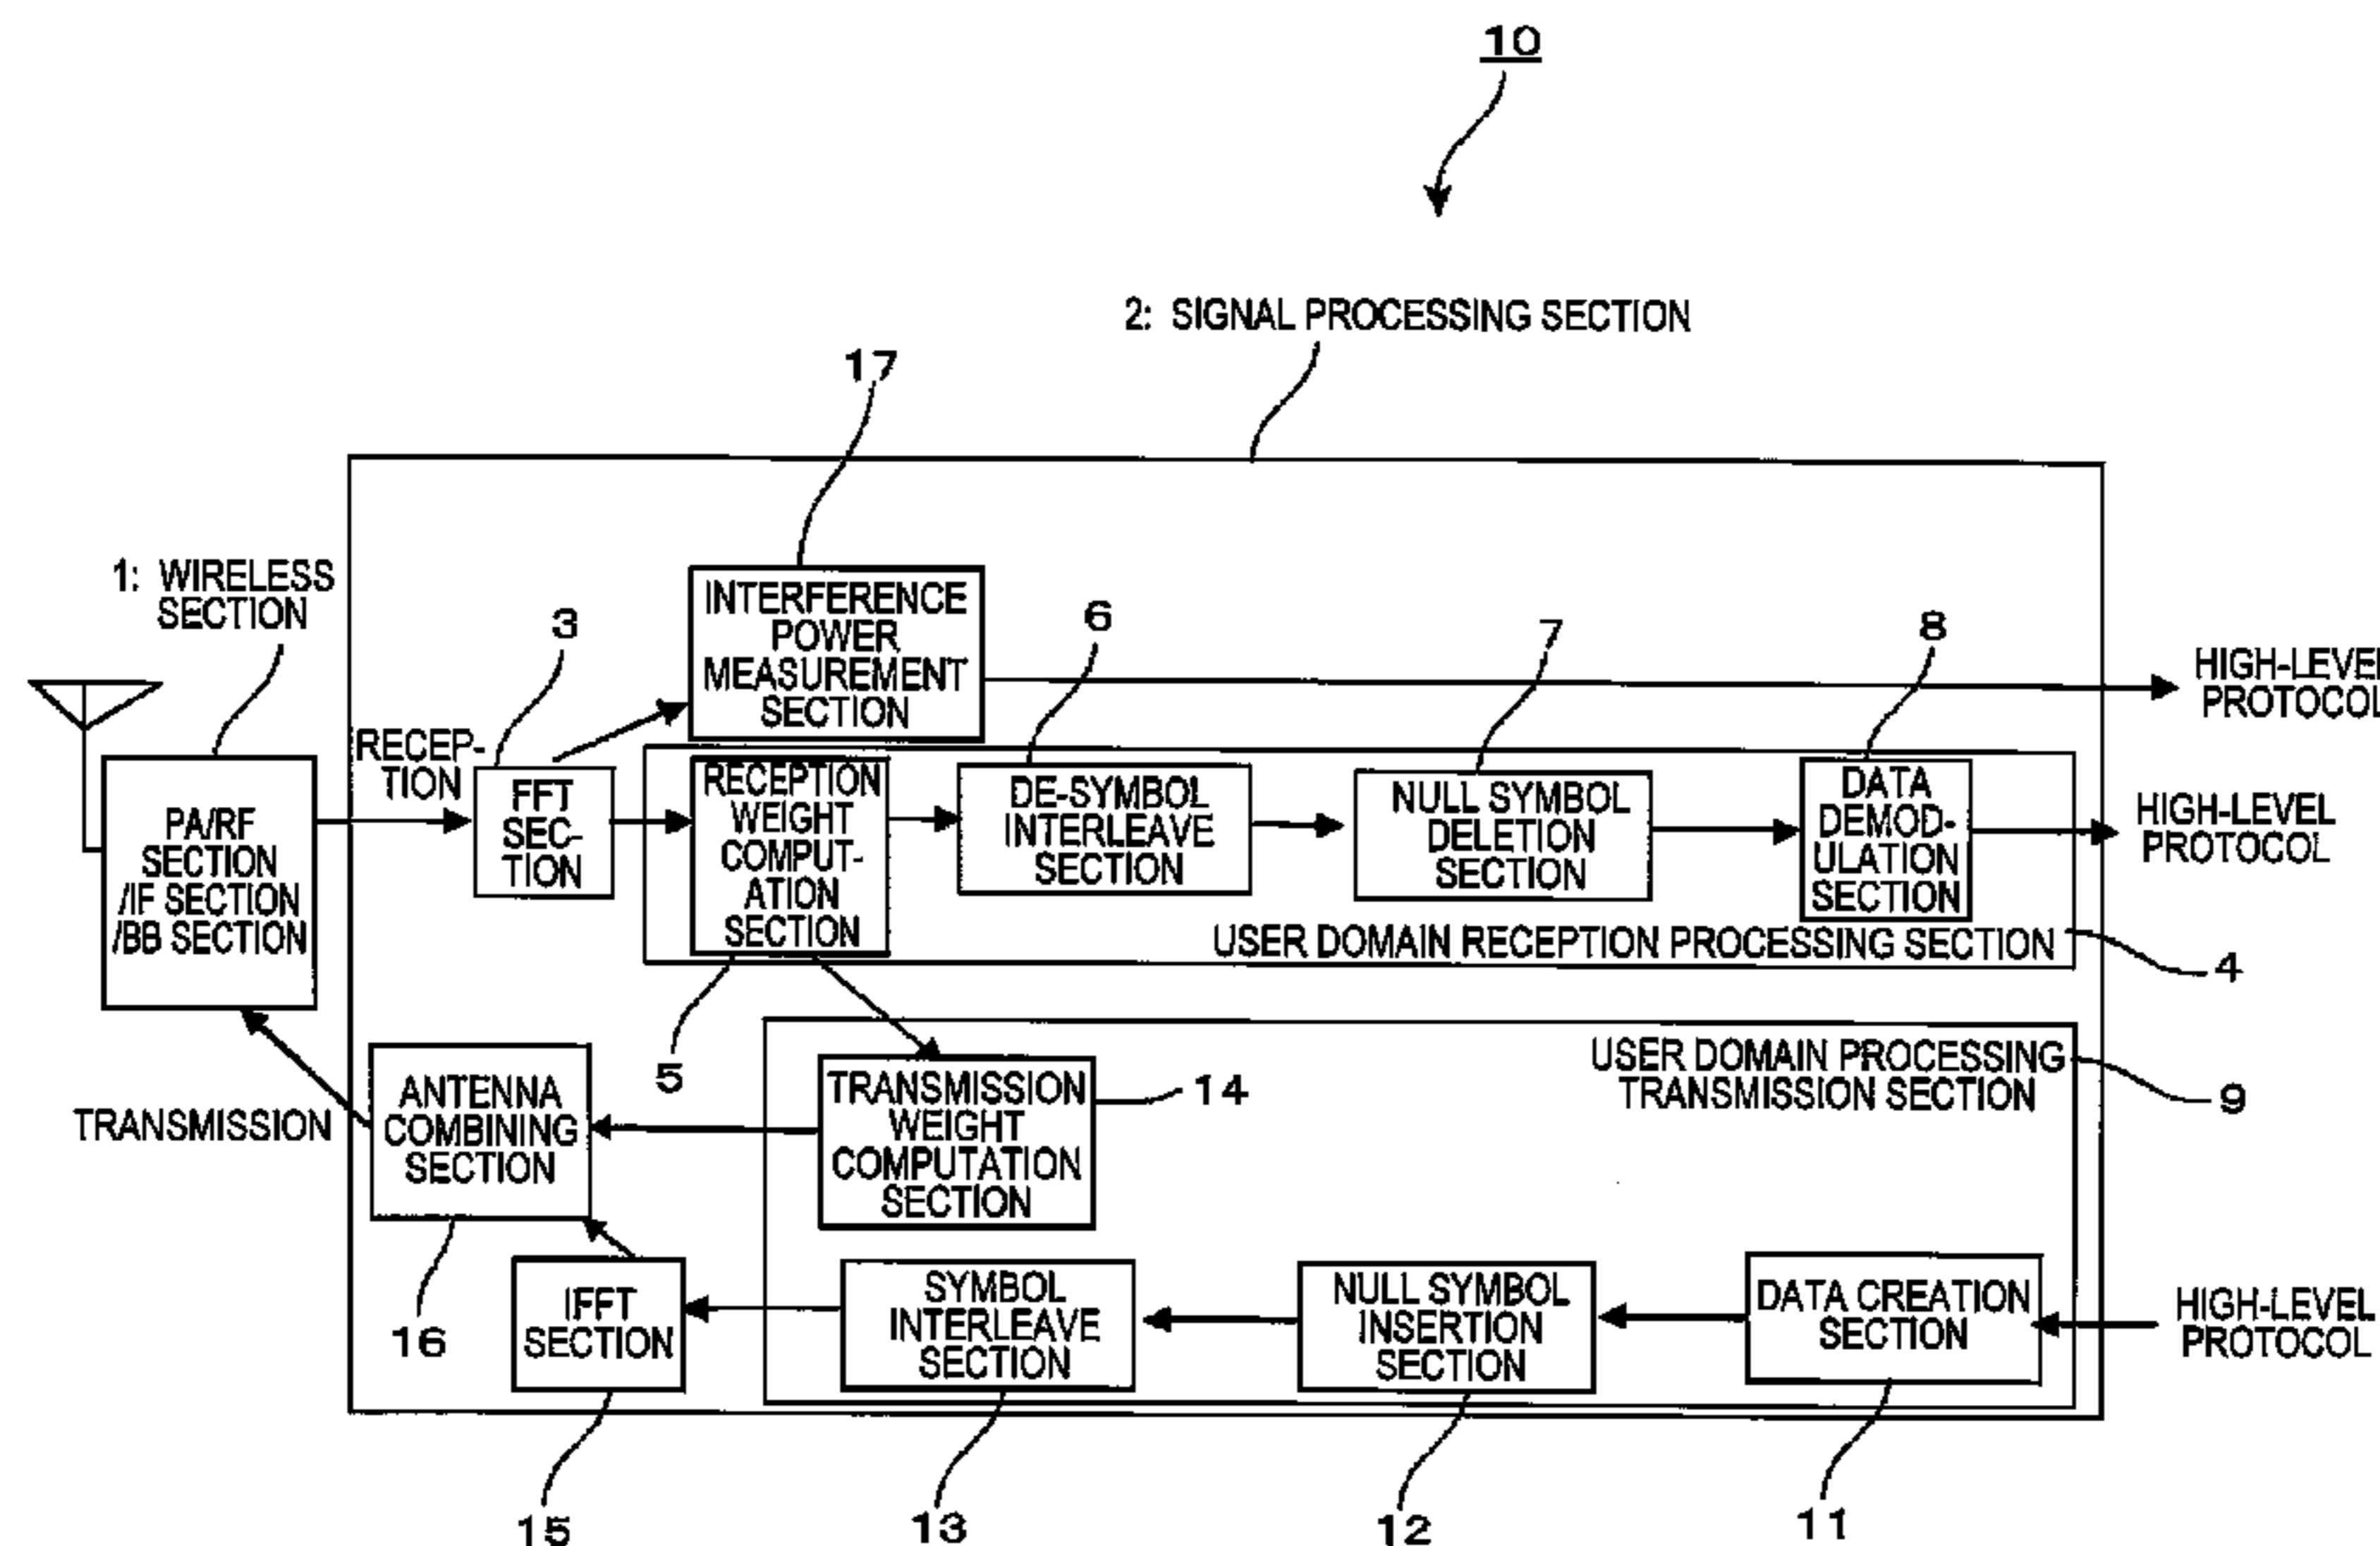 10
2: SIGNAL PROCESSING SECTION
17
1: WIRELESS
SECTION
3
INTERFERENCE
POWER
MEASUREMENT
SECTION
6
7
8
HIGH-LEVEL
PROTOCOL
RECEP-
TION
PA/RF
SECTION
/IF SECTION
/BB SECTION
FFT
SEC-
TION
RECEPTION
WEIGHT
COMPUT-
ATION
SECTION
DE-SYMBOL
INTERLEAVE
SECTION
NULL SYMBOL
DELETION
SECTION
DATA
DEMOD-
ULATION
SECTION
HIGH-LEVEL
PROTOCOL
USER DOMAIN RECEPTION PROCESSING SECTION
4
5
USER DOMAIN PROCESSING
TRANSMISSION SECTION
9
TRANSMISSION
ANTENNA
COMBINING
SECTION
TRANSMISSION
WEIGHT
COMPUTATION
SECTION
14
16
IFFT
SECTION
SYMBOL
INTERLEAVE
SECTION
NULL SYMBOL
INSERTION
SECTION
DATA CREATION
SECTION
HIGH-LEVEL
PROTOCOL
15
13
12
11